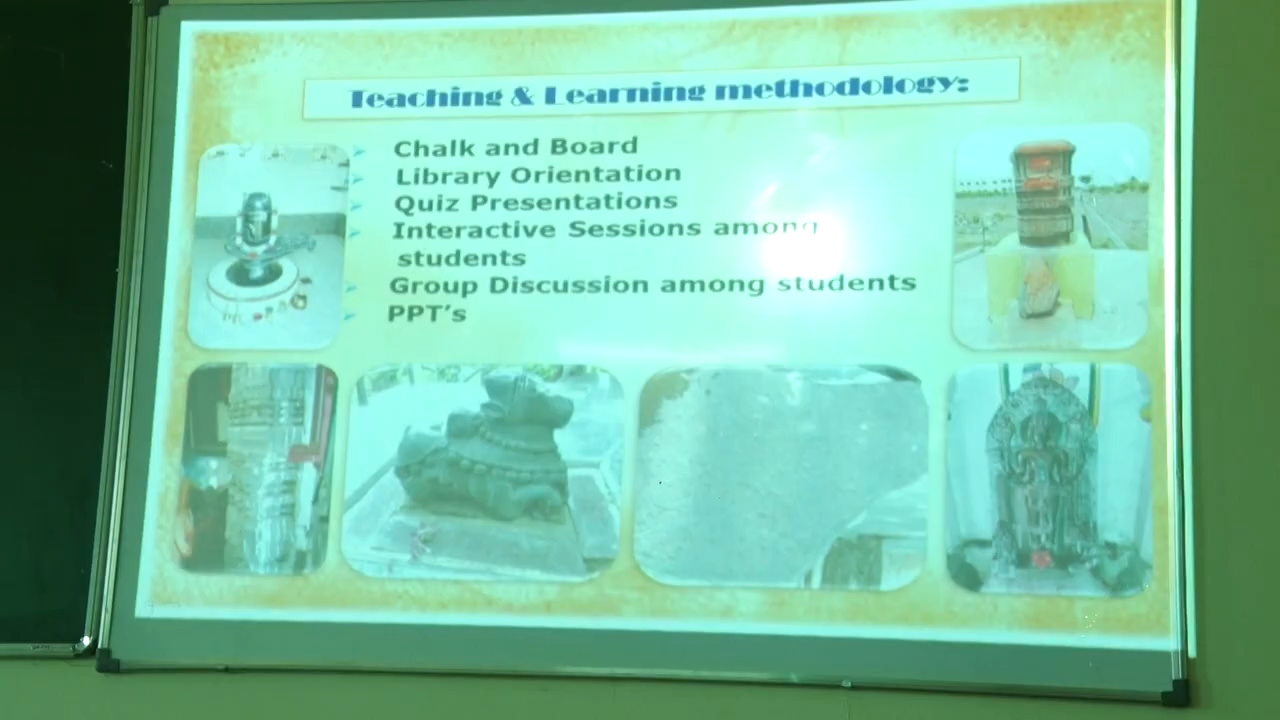 Teaching & Learning methodology:
Chalk and Board
Library Orientation
Quiz Presentations
Interactive Sessions among
students
Group Discussion among students
PPT's